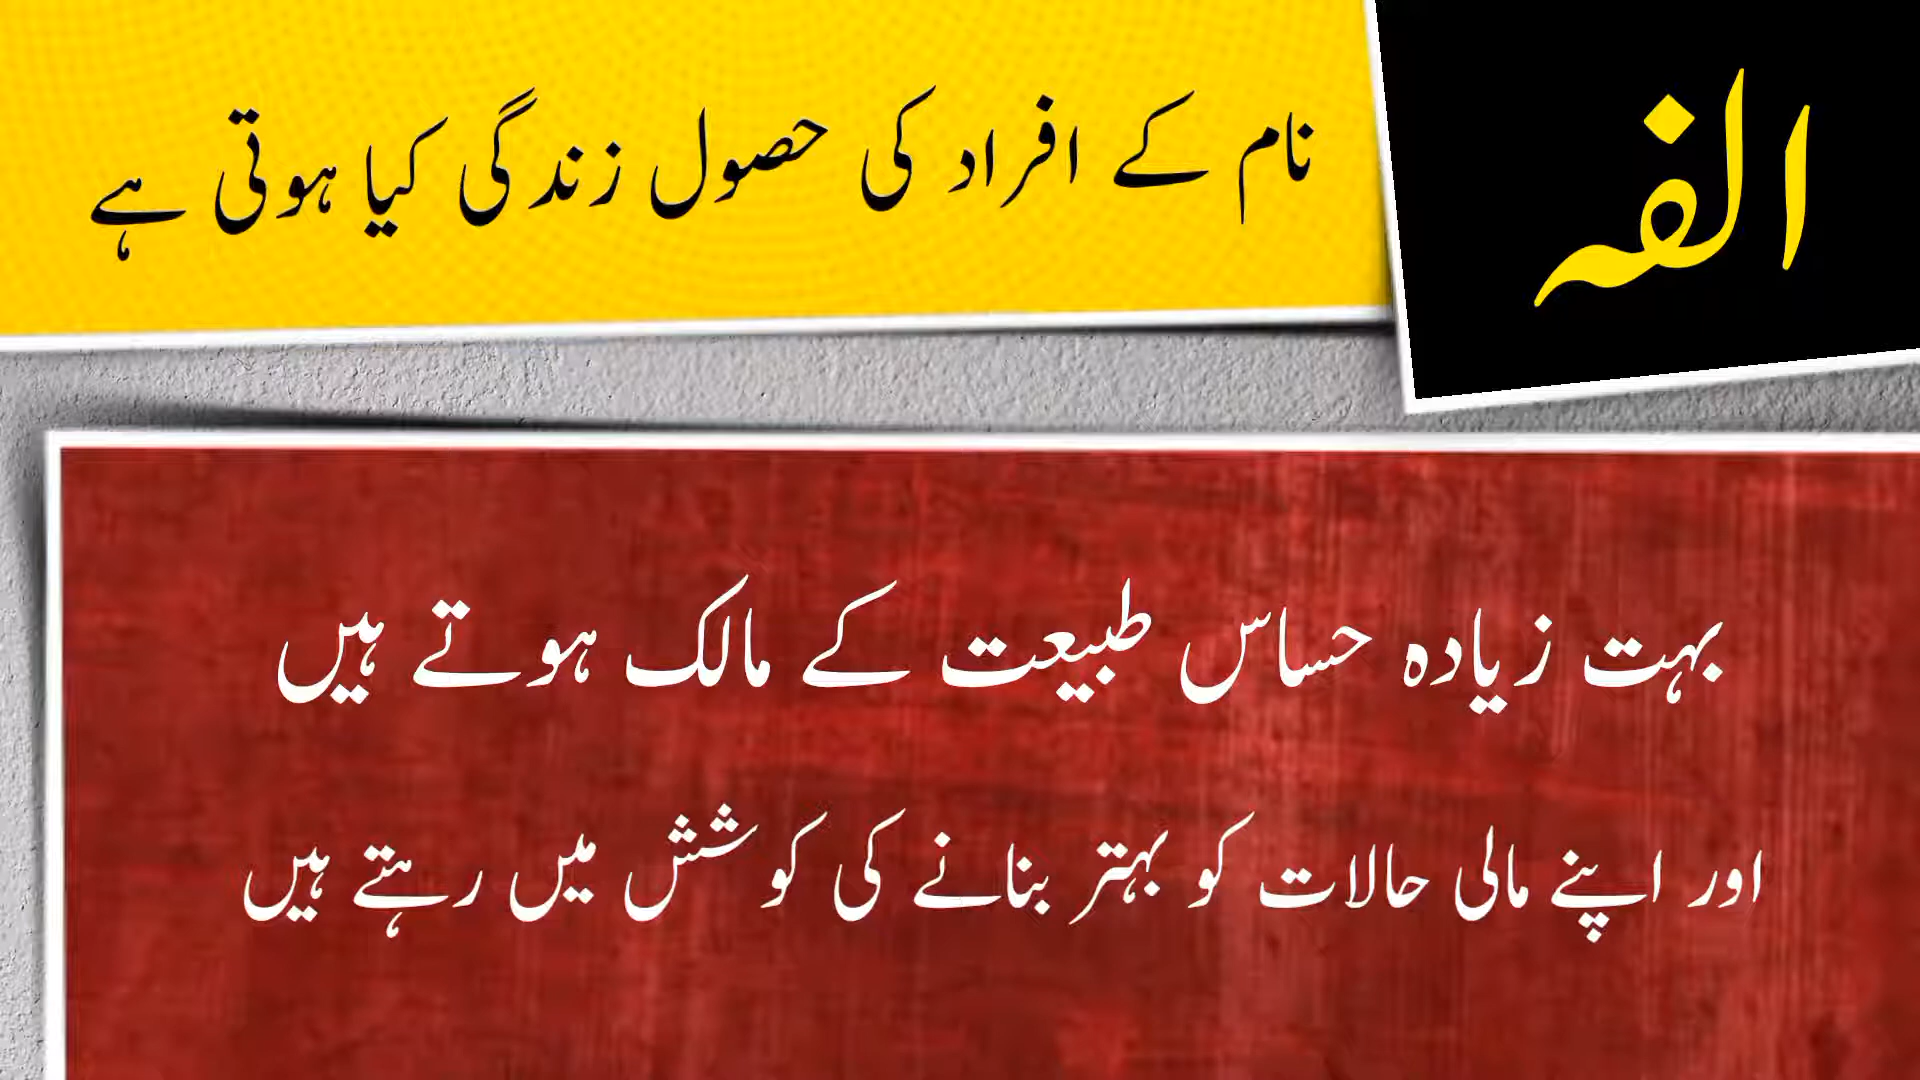 الفہ
نام کے افراد کی حصول زندگی کیا ہوتی ہے
بہت زیادہ حساس طبیعت کے مالک ہوتے ہیں
اور اپنے مالی حالات کو بہتر بنانے کی کوشش میں رہتے ہیں